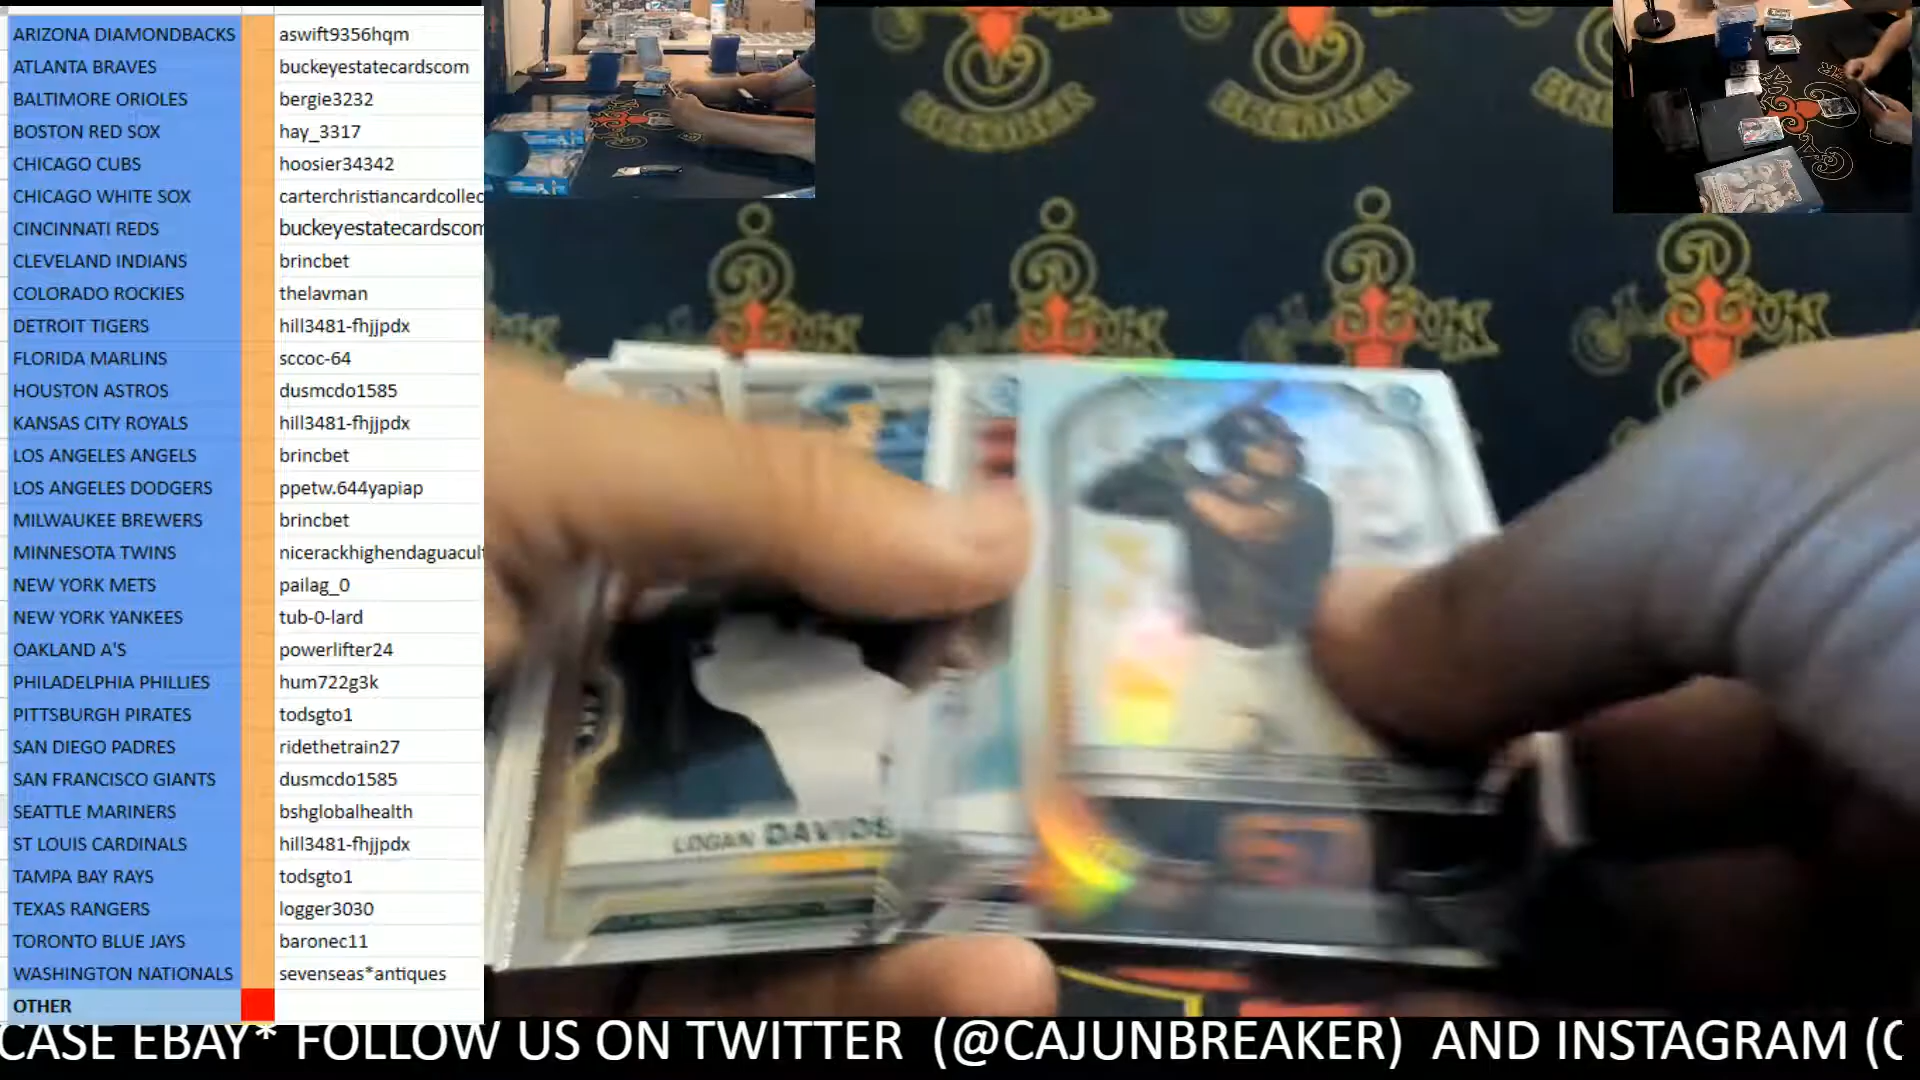 ARIZONA DIAMONDBACKS aswift9356hqm
ATLANTA BRAVES buckeyestatecardscom
BALTIMORE ORIOLES bergie3232
BOSTON RED SOX hay_3317
CHICAGO CUBS hoosier34342
CHICAGO WHITE SOX carterchristiancardcollec
CINCINNATI REDS buckeyestatecardscom
CLEVELAND INDIANS brincbet
COLORADO ROCKIES thelavman
DETROIT TIGERS hill3481-fhjjpdx
FLORIDA MARLINS sccoc-64
HOUSTON ASTROS dusmcdo1585
KANSAS CITY ROYALS hill3481-fhjjpdx
LOS ANGELES ANGELS brincbet
LOS ANGELES DODGERS ppetw.644yapiap
MILWAUKEE BREWERS brincbet
MINNESOTA TWINS nicerackhighendaguacult
NEW YORK METS pailag_0
NEW YORK YANKEES tub-0-lard
OAKLAND A'S powerlifter24
PHILADELPHIA PHILLIES hum722g3k
PITTSBURGH PIRATES todsgto1
SAN DIEGO PADRES ridethetrain27
SAN FRANCISCO GIANTS dusmcdo1585
SEATTLE MARINERS bshglobalhealth
ST LOUIS CARDINALS hill3481-fhjjpdx
TAMPA BAY RAYS todsgto1
TEXAS RANGERS logger3030
TORONTO BLUE JAYS baronec11
WASHINGTON NATIONALS sevenseas*antiques
OTHER
BREAKER
BREAKER
LOGAN DAVIDS
CASE EBAY* FOLLOW US ON TWITTER (@CAJUNBREAKER) AND INSTAGRAM (C